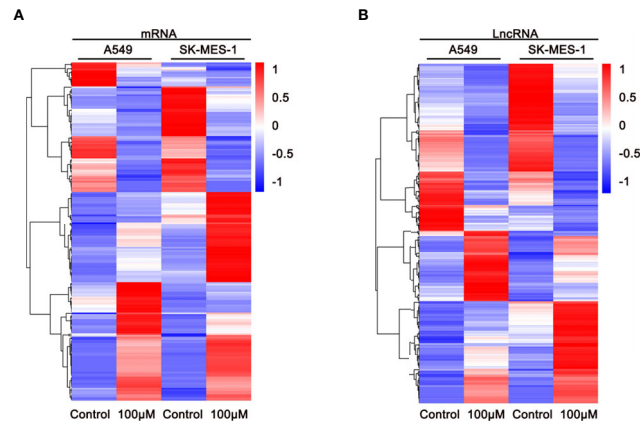 A
mRNA
A549 SK-MES-1
1
0.5
0
-0.5
-1
Control 100μM Control 100μM
B
LncRNA
A549 SK-MES-1
1
0.5
0
-0.5
-1
Control 100μM Control 100μM